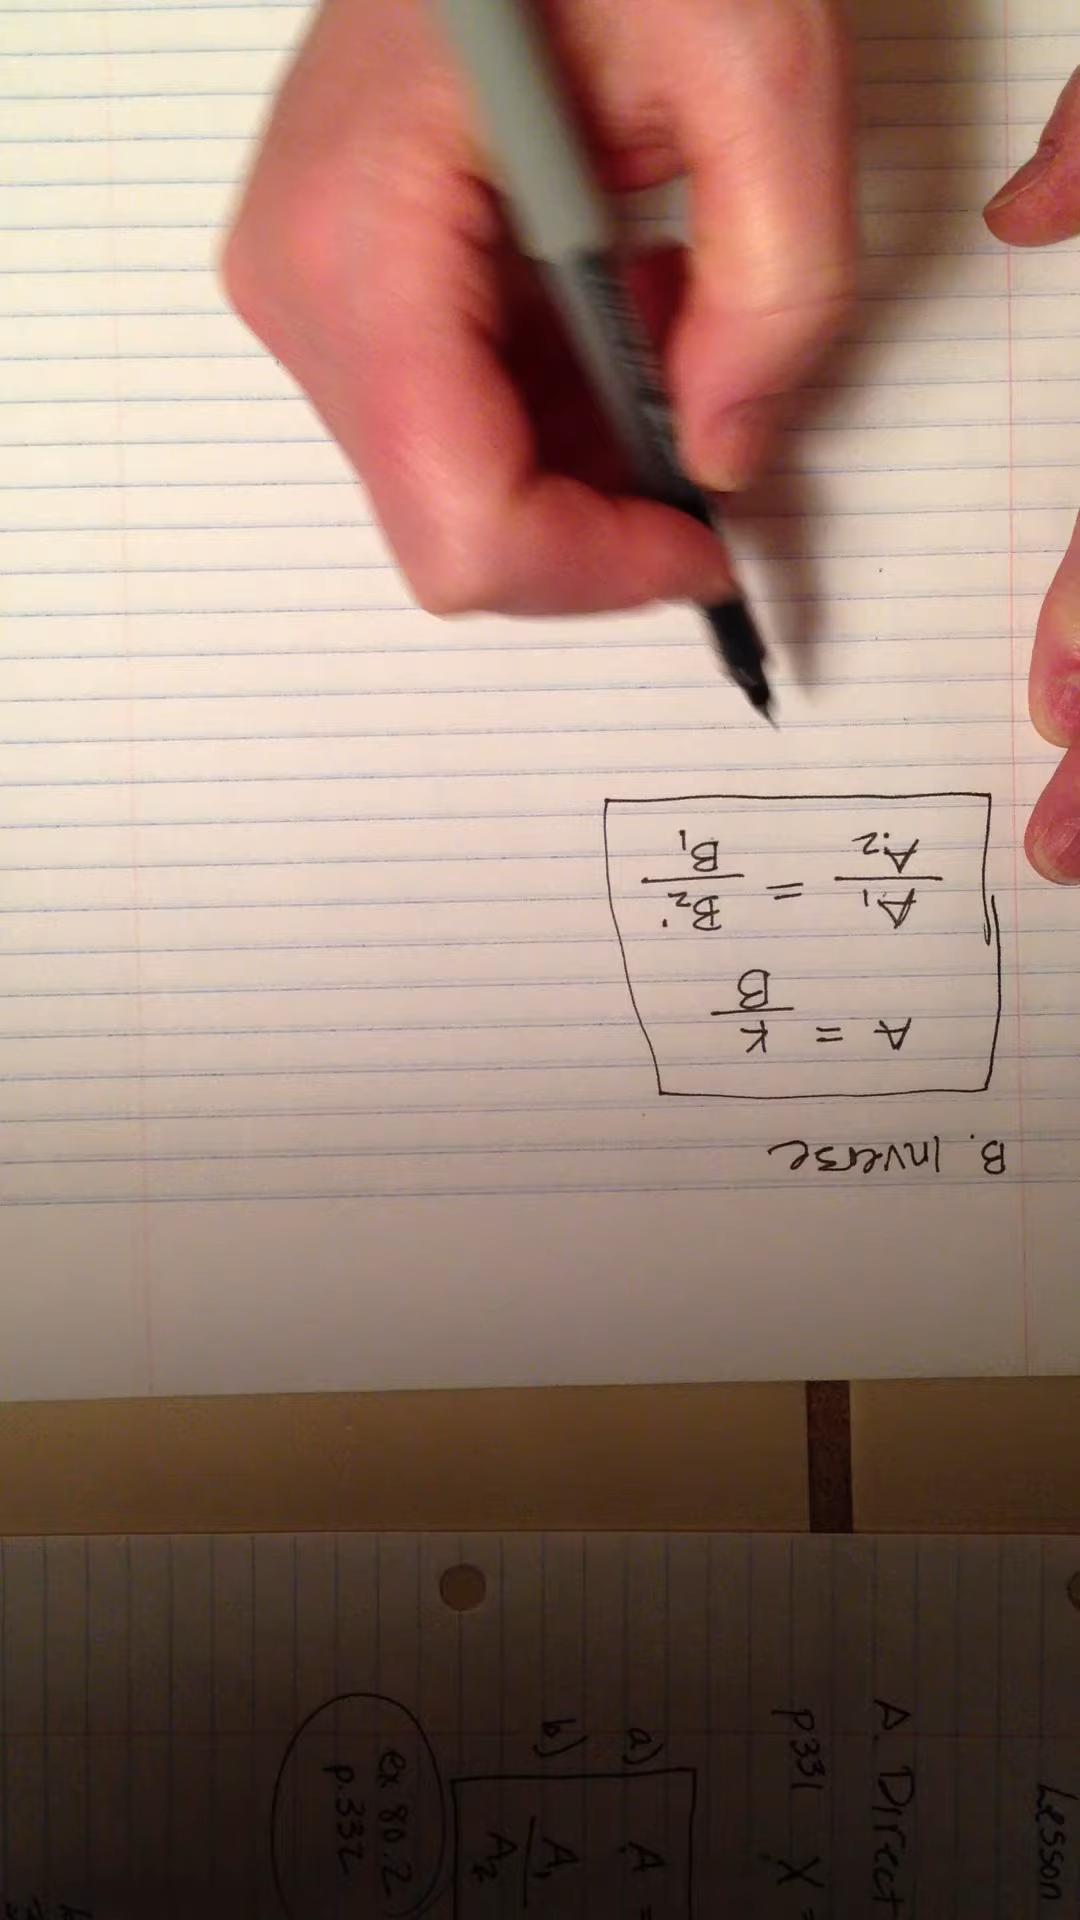 B. Inverse
A = K/B
A₁/A₂ = B₂/B₁
Lesson
A. Direct
p331 X =
a) A =
b) A₁/A₂
ex 80.2
p.332